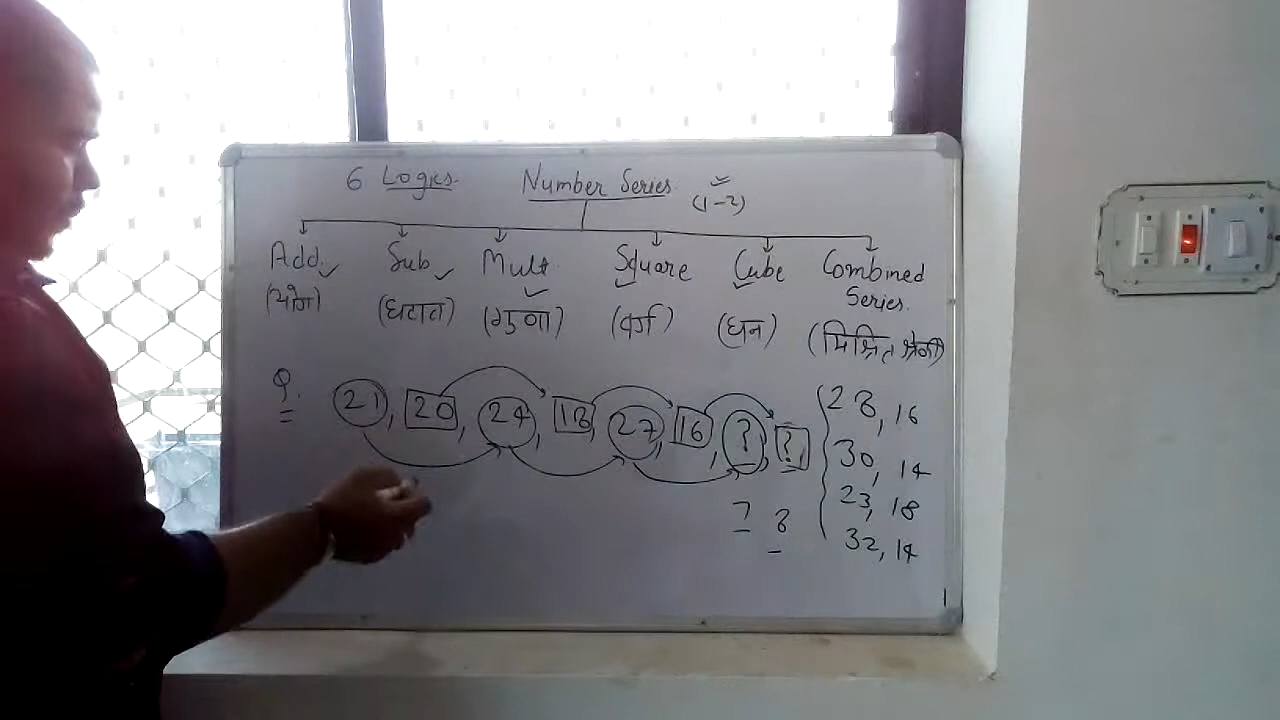 6 Logics. Number Series (1-2)
Add. Sub Mult. Square Cube Combined Series.
(योग) (घटाव) (गुणा) (वर्ग) (घन) (मिश्रित श्रेणी)
Q. 21, 20, 24, 18, 27, 16, ?, ?,
7 8
28, 16
30, 14
23, 18
32, 14